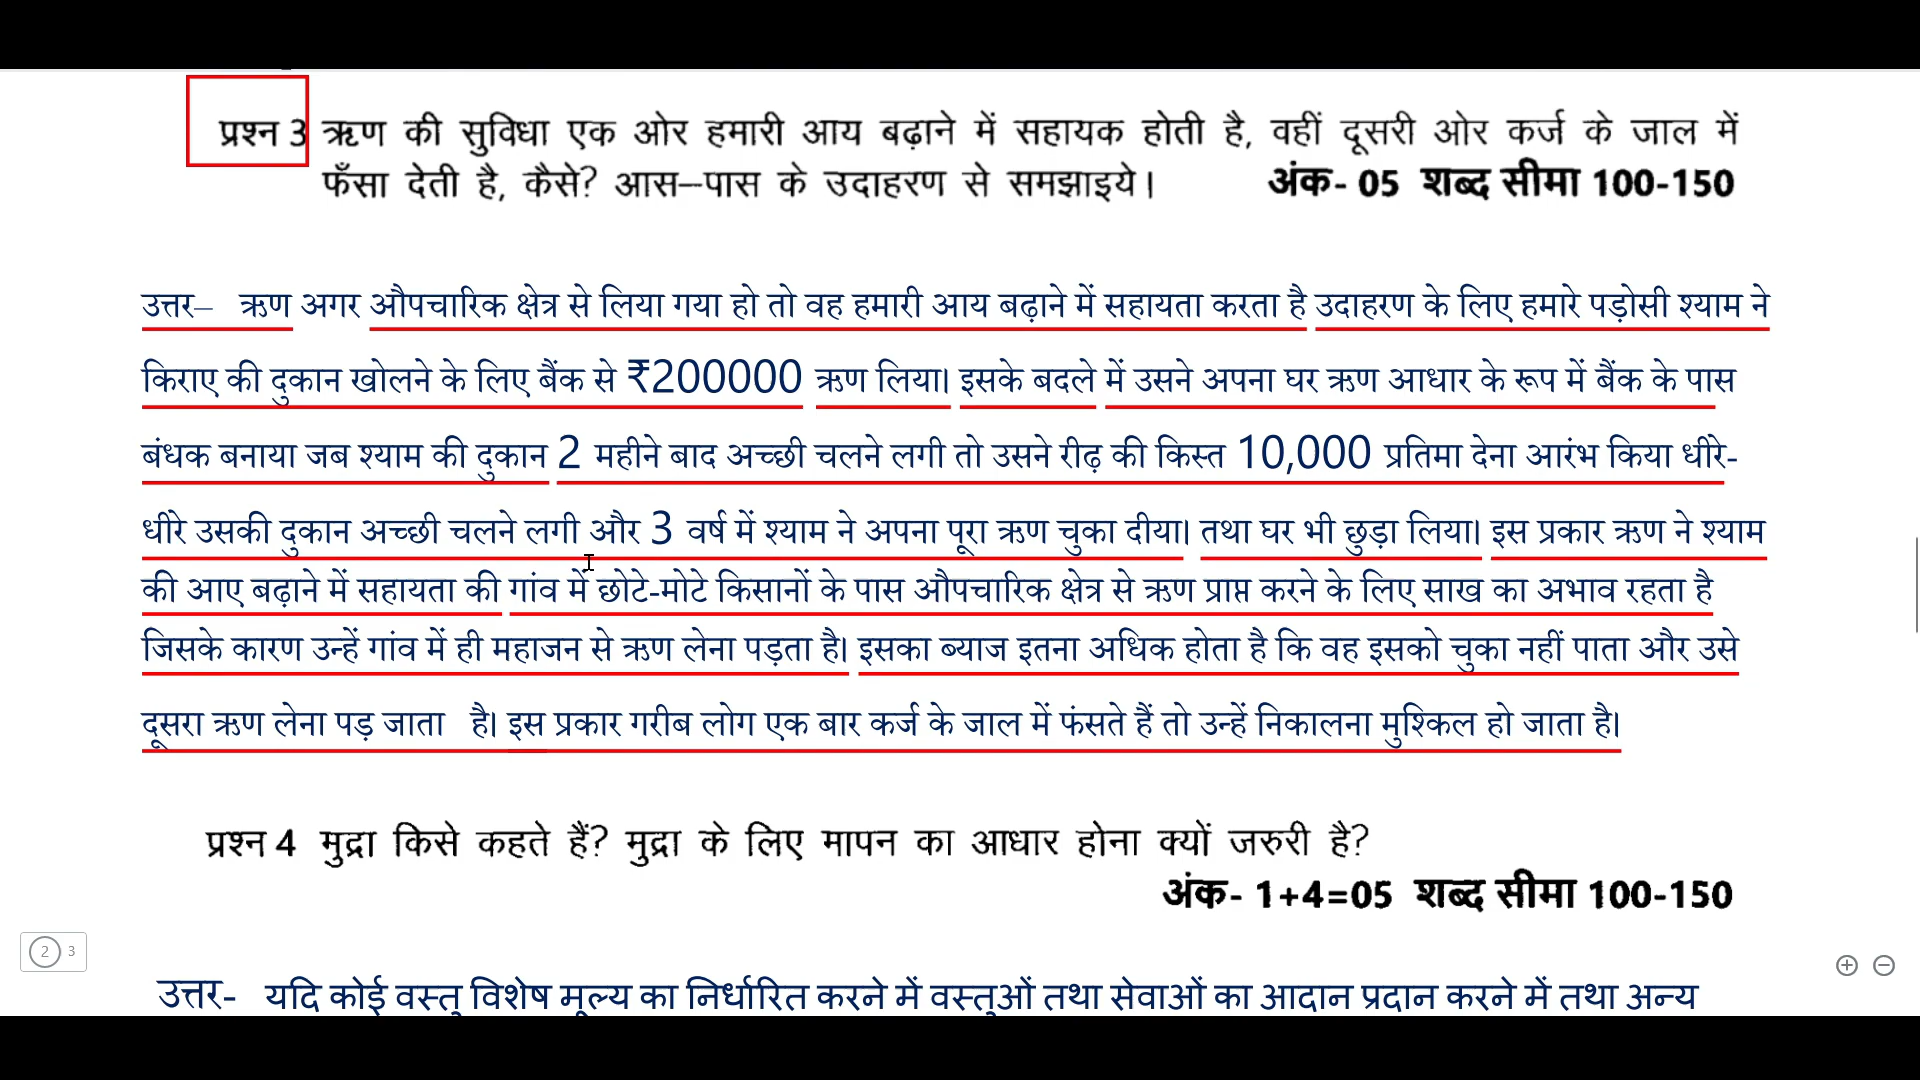 प्रश्न 3 ऋण की सुविधा एक ओर हमारी आय बढ़ाने में सहायक होती है, वहीं दूसरी ओर कर्ज के जाल में
फँसा देती है, कैसे? आस–पास के उदाहरण से समझाइये। अंक- 05 शब्द सीमा 100-150
उत्तर– ऋण अगर औपचारिक क्षेत्र से लिया गया हो तो वह हमारी आय बढ़ाने में सहायता करता है उदाहरण के लिए हमारे पड़ोसी श्याम ने
किराए की दुकान खोलने के लिए बैंक से ₹200000 ऋण लिया। इसके बदले में उसने अपना घर ऋण आधार के रूप में बैंक के पास
बंधक बनाया जब श्याम की दुकान 2 महीने बाद अच्छी चलने लगी तो उसने रीढ़ की किस्त 10,000 प्रतिमा देना आरंभ किया धीरे-
धीरे उसकी दुकान अच्छी चलने लगी और 3 वर्ष में श्याम ने अपना पूरा ऋण चुका दीया। तथा घर भी छुड़ा लिया। इस प्रकार ऋण ने श्याम
की आए बढ़ाने में सहायता की गांव में छोटे-मोटे किसानों के पास औपचारिक क्षेत्र से ऋण प्राप्त करने के लिए साख का अभाव रहता है
जिसके कारण उन्हें गांव में ही महाजन से ऋण लेना पड़ता है। इसका ब्याज इतना अधिक होता है कि वह इसको चुका नहीं पाता और उसे
दूसरा ऋण लेना पड़ जाता है। इस प्रकार गरीब लोग एक बार कर्ज के जाल में फंसते हैं तो उन्हें निकालना मुश्किल हो जाता है।
प्रश्न 4 मुद्रा किसे कहते हैं? मुद्रा के लिए मापन का आधार होना क्यों जरुरी है?
अंक- 1+4=05 शब्द सीमा 100-150
2 3
उत्तर- यदि कोई वस्तु विशेष मूल्य का निर्धारित करने में वस्तुओं तथा सेवाओं का आदान प्रदान करने में तथा अन्य